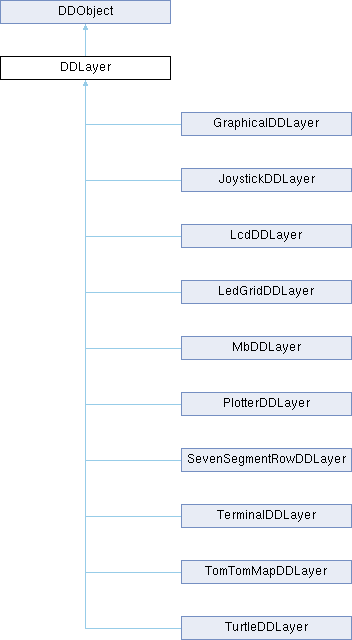 DDObject
DDLayer
GraphicalDDLayer
JoystickDDLayer
LcdDDLayer
LedGridDDLayer
MbDDLayer
PlotterDDLayer
SevenSegmentRowDDLayer
TerminalDDLayer
TomTomMapDDLayer
TurtleDDLayer